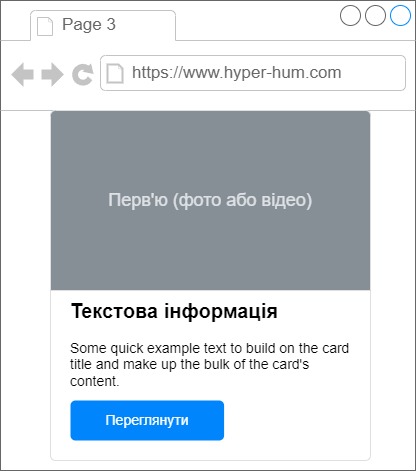 Page 3
https://www.hyper-hum.com
Перв'ю (фото або відео)
Текстова інформація
Some quick example text to build on the card
title and make up the bulk of the card's
content.
Переглянути